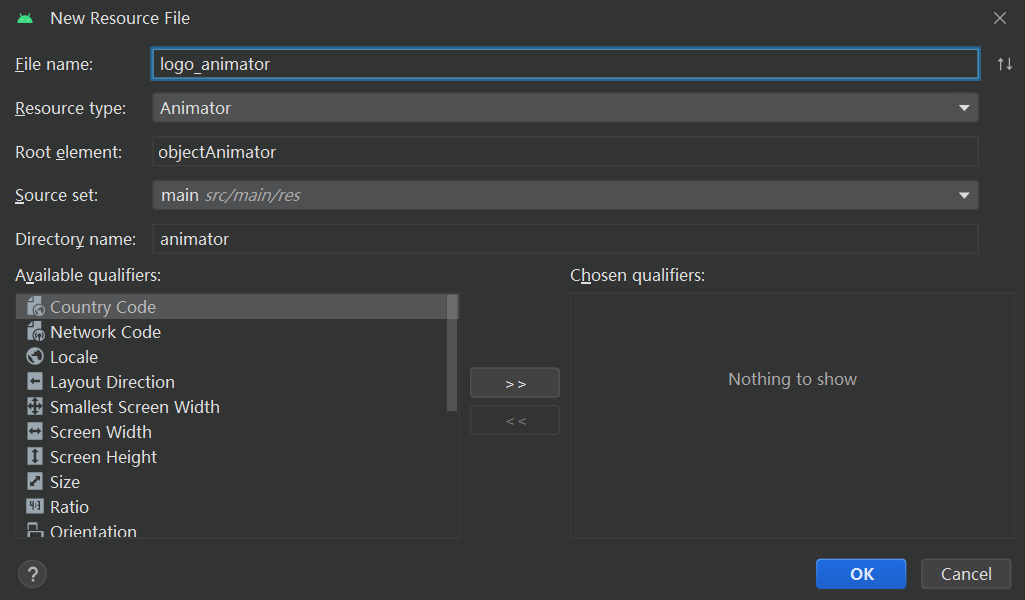 New Resource File
File name: logo_animator
Resource type: Animator
Root element: objectAnimator
Source set: main src/main/res
Directory name: animator
Available qualifiers:
Chosen qualifiers:
Country Code
Network Code
Locale
Layout Direction
Smallest Screen Width
Screen Width
Screen Height
Size
Ratio
Orientation
>>
<<
Nothing to show
?
OK
Cancel